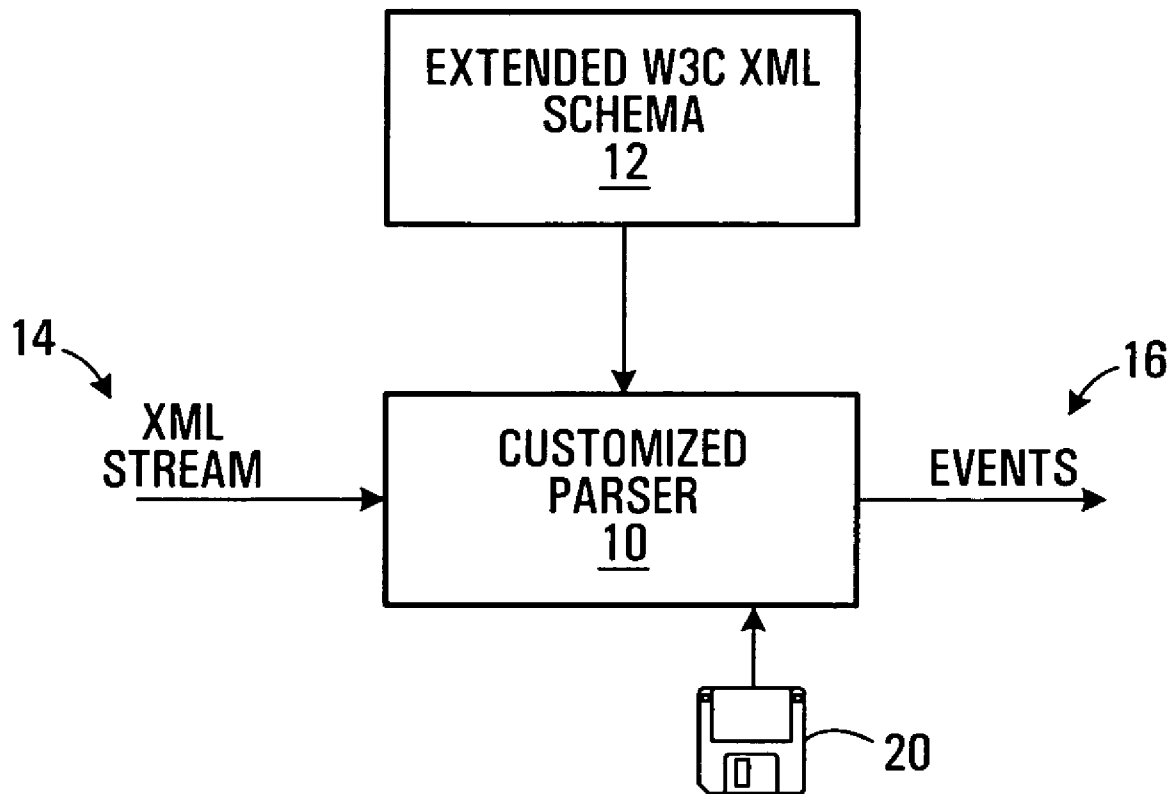 EXTENDED W3C XML
SCHEMA
12
14
16
XML
STREAM
CUSTOMIZED
PARSER
10
EVENTS
20